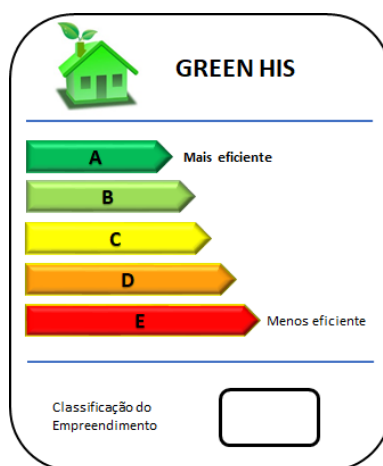 GREEN HIS
A
Mais eficiente
B
C
D
E
Menos eficiente
Classificação do
Empreendimento